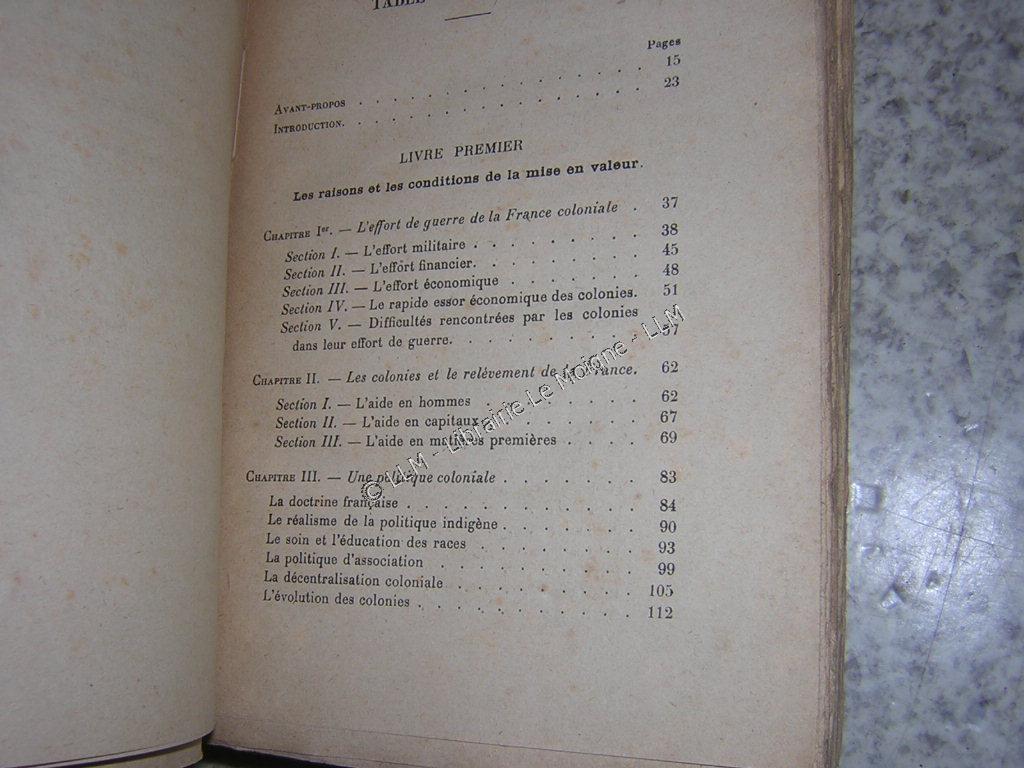 TABLE
Pages
AVANT-PROPOS . . . . . . . . . . . . . 15
INTRODUCTION. . . . . . . . . . . . . . 23
LIVRE PREMIER
Les raisons et les conditions de la mise en valeur.
CHAPITRE Ier. — L'effort de guerre de la France coloniale . 37
Section I. — L'effort militaire . . . . . . . . . 38
Section II. — L'effort financier. . . . . . . . . 45
Section III. — L'effort économique . . . . . . . 48
Section IV. — Le rapide essor économique des colonies. 51
Section V. — Difficultés rencontrées par les colonies
dans leur effort de guerre. . . . . . . . . . 57
CHAPITRE II. — Les colonies et le relèvement de la France. 62
Section I. — L'aide en hommes . . . . . . . . 62
Section II. — L'aide en capitaux . . . . . . . 67
Section III. — L'aide en matières premières . . . . 69
CHAPITRE III. — Une politique coloniale . . . . . . . 83
La doctrine française . . . . . . . . . . . . 84
Le réalisme de la politique indigène . . . . . . . 90
Le soin et l'éducation des races . . . . . . . . 93
La politique d'association . . . . . . . . . . 99
La décentralisation coloniale . . . . . . . . . 105
L'évolution des colonies . . . . . . . . . . . 112
© LLM - Librairie Le Moigne - LLM